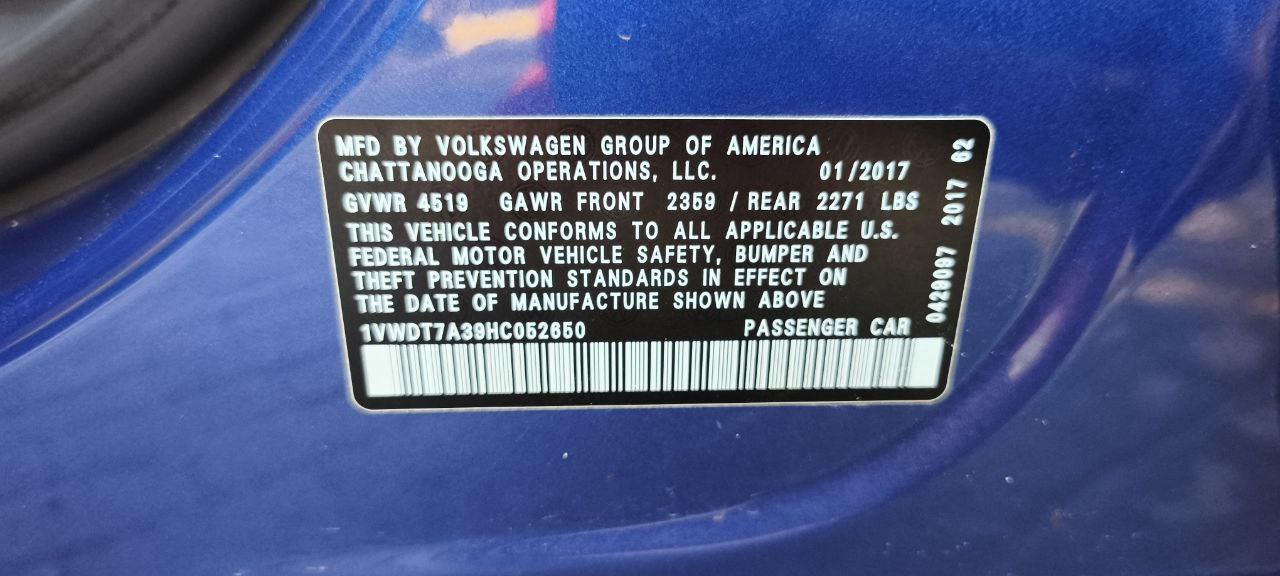 MFD BY VOLKSWAGEN GROUP OF AMERICA
CHATTANOOGA OPERATIONS, LLC. 01/2017
GVWR 4519 GAWR FRONT 2359 / REAR 2271 LBS
THIS VEHICLE CONFORMS TO ALL APPLICABLE U.S.
FEDERAL MOTOR VEHICLE SAFETY, BUMPER AND
THEFT PREVENTION STANDARDS IN EFFECT ON
THE DATE OF MANUFACTURE SHOWN ABOVE
1VWDT7A39HC052650 PASSENGER CAR
0429097 2017 62